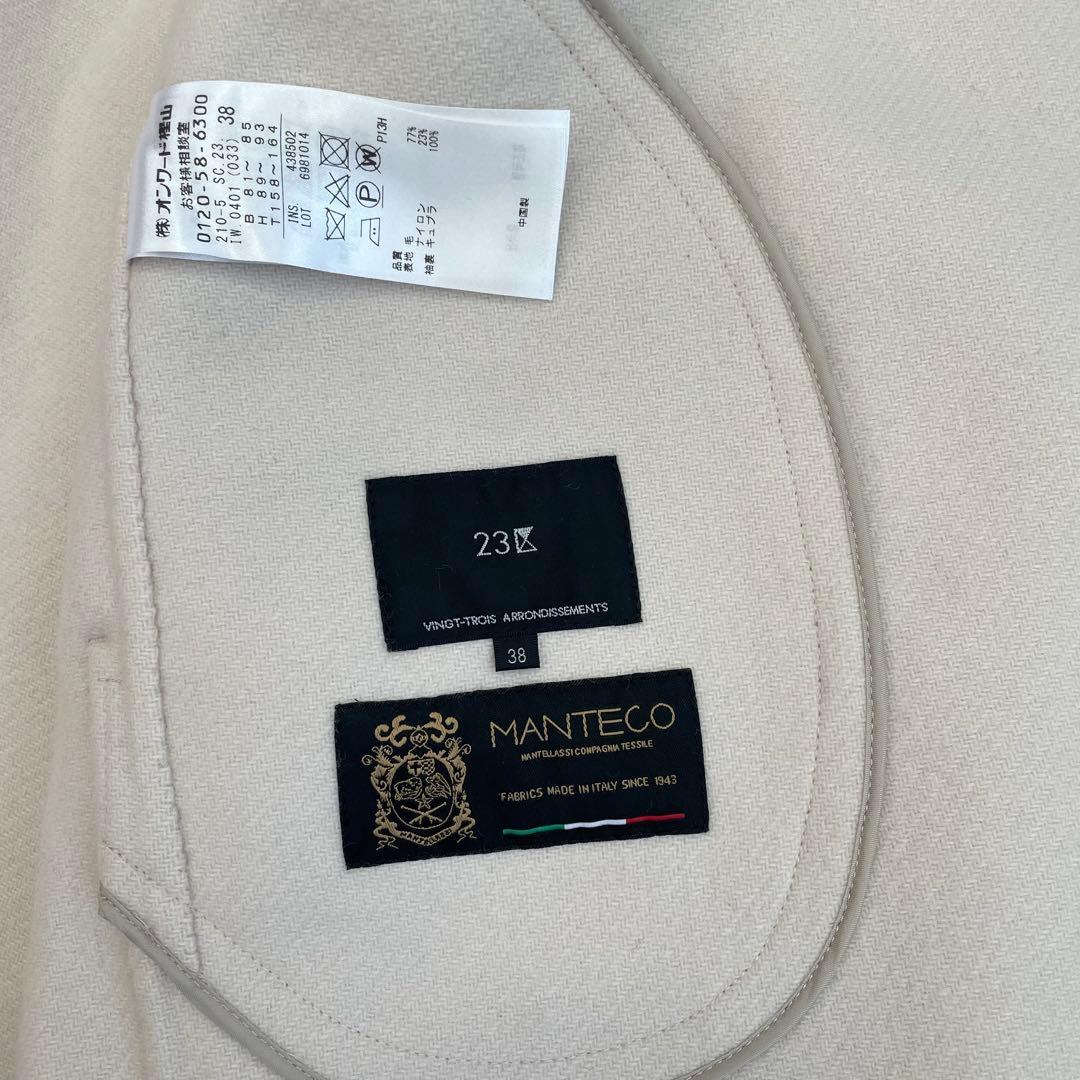 (株)オンワード樫山
お客様相談室
0120-58-6300
210-5 SC.23. 38
IW 0401 (033)
B 81~ 85
H 89~ 93
T158~164
INS. 438502
LOT 6981014
P13H
W
P
品質
表地 毛 77%
ナイロン 23%
袖裏 キュプラ 100%
中国製
23区
VINGT-TROIS ARRONDISSEMENTS
38
MANTECO
MANTELLASSI COMPAGNIA TESSILE
FABRICS MADE IN ITALY SINCE 1943